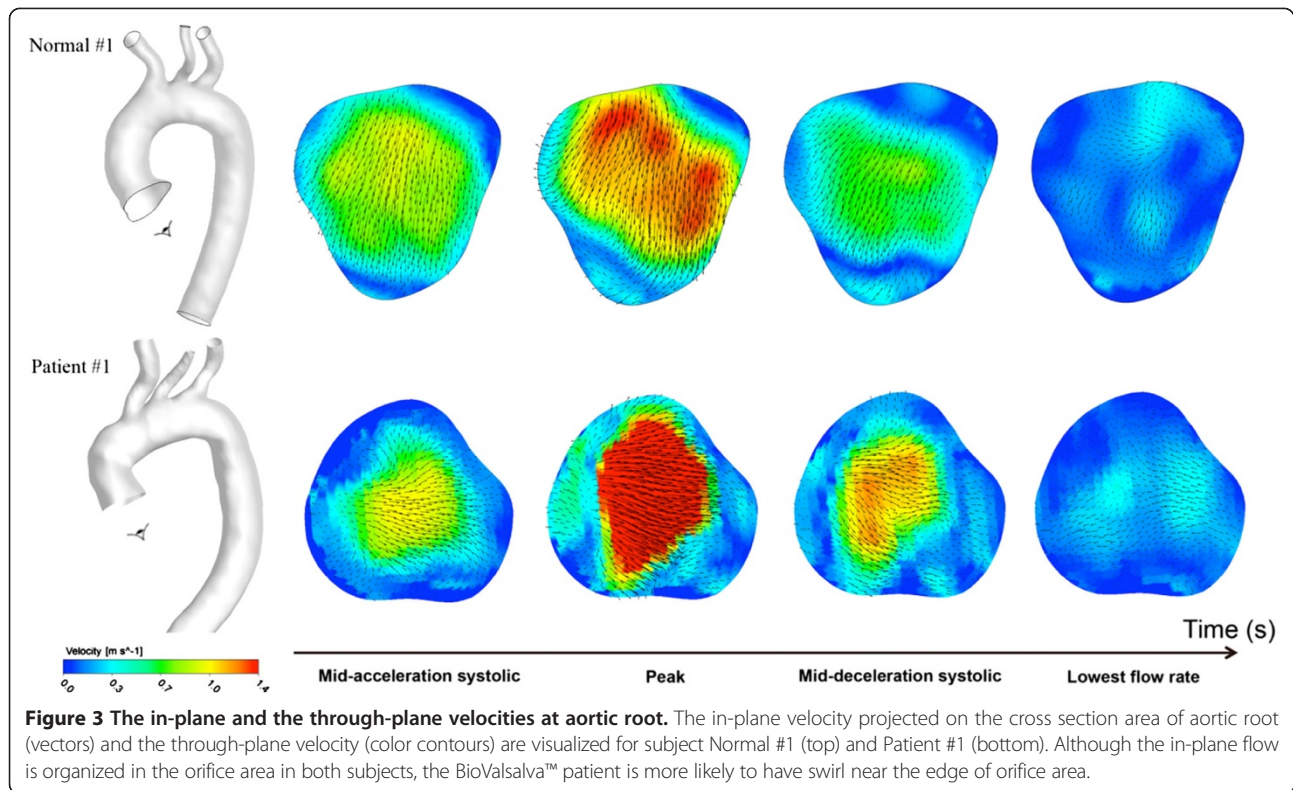 Normal #1
Patient #1
Velocity [m s^-1]
0.0 0.3 0.7 1.0 1.4
Time (s)
Mid-acceleration systolic Peak Mid-deceleration systolic Lowest flow rate
Figure 3 The in-plane and the through-plane velocities at aortic root. The in-plane velocity projected on the cross section area of aortic root
(vectors) and the through-plane velocity (color contours) are visualized for subject Normal #1 (top) and Patient #1 (bottom). Although the in-plane flow
is organized in the orifice area in both subjects, the BioValsalva™ patient is more likely to have swirl near the edge of orifice area.